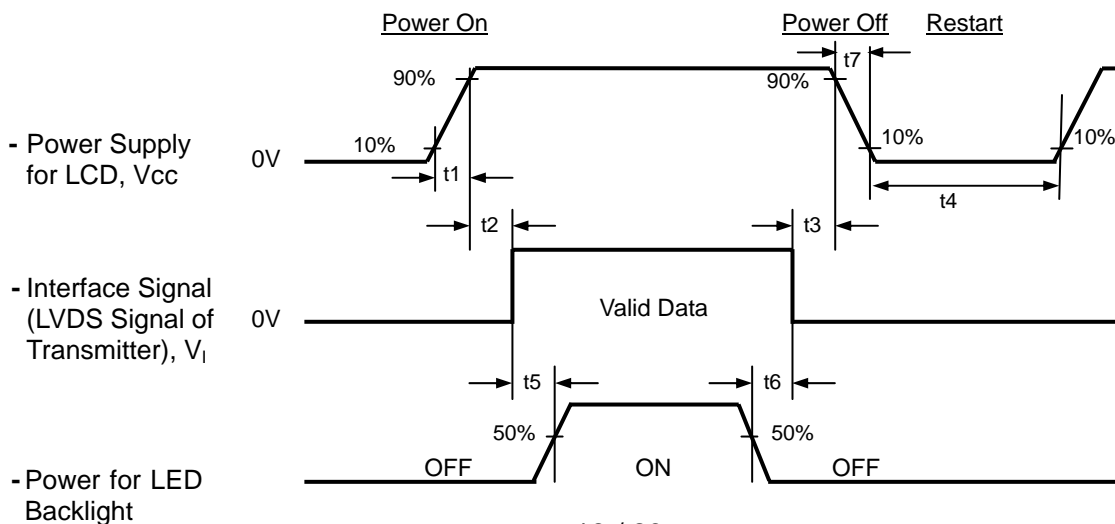 Power On
Power Off
Restart
t7
90%
90%
10%
10%
10%
- Power Supply
for LCD, Vcc
0V
t1
t4
t2
t3
- Interface Signal
(LVDS Signal of
Transmitter), VI
0V
Valid Data
t5
t6
50%
50%
OFF
ON
OFF
- Power for LED
Backlight